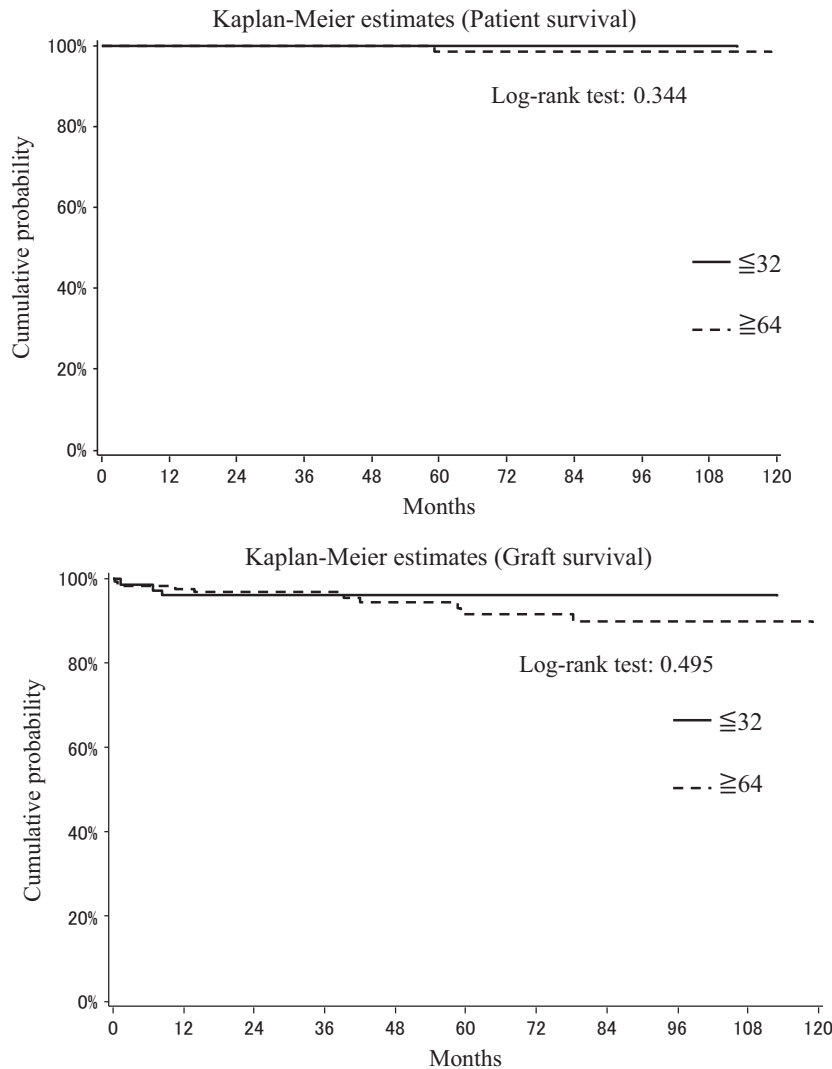 Kaplan-Meier estimates (Patient survival)
100%
80%
60%
40%
20%
0%
Cumulative probability
Log-rank test: 0.344
≦32
≧64
0 12 24 36 48 60 72 84 96 108 120
Months
Kaplan-Meier estimates (Graft survival)
100%
80%
60%
40%
20%
0%
Cumulative probability
Log-rank test: 0.495
≦32
≧64
0 12 24 36 48 60 72 84 96 108 120
Months